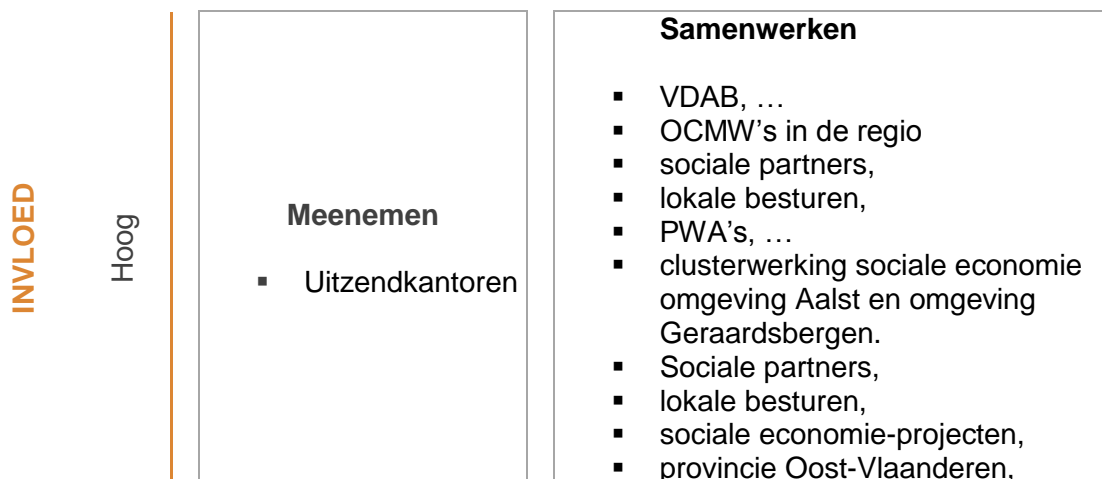 INVLOED
Hoog
Meenemen
▪ Uitzendkantoren
Samenwerken
▪ VDAB, …
▪ OCMW's in de regio
▪ sociale partners,
▪ lokale besturen,
▪ PWA's, …
▪ clusterwerking sociale economie
omgeving Aalst en omgeving
Geraardsbergen.
▪ Sociale partners,
▪ lokale besturen,
▪ sociale economie-projecten,
▪ provincie Oost-Vlaanderen,